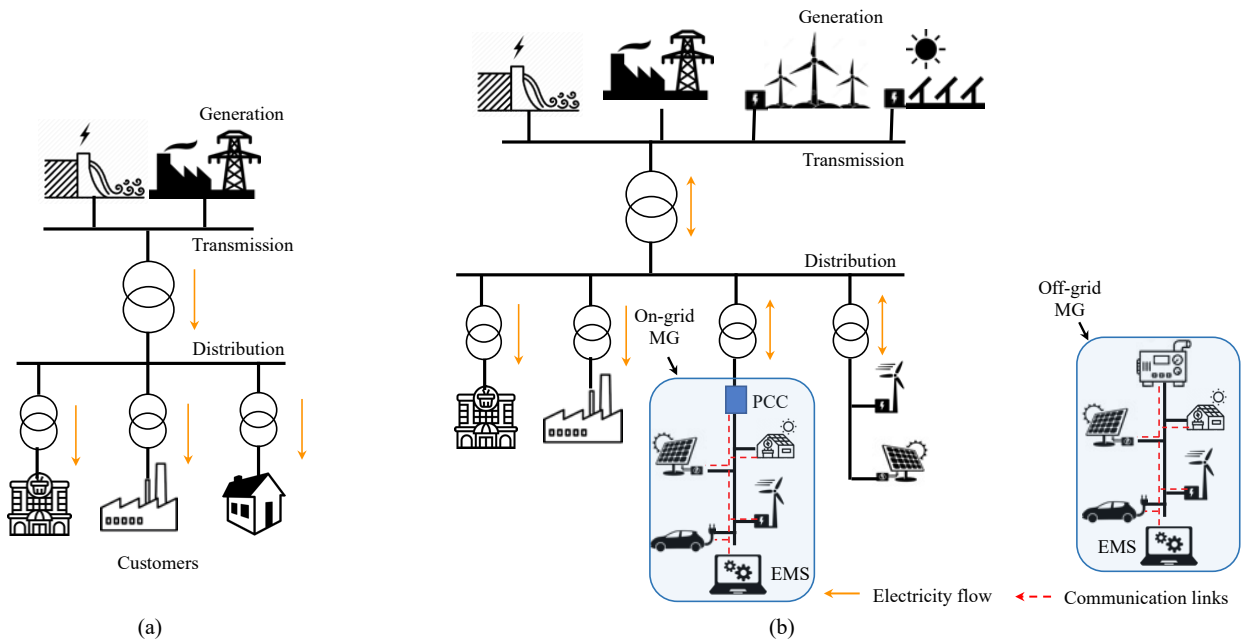 Generation
Transmission
Distribution
Customers
(a)
Generation
Transmission
Distribution
On-grid
MG
PCC
EMS
Off-grid
MG
EMS
Electricity flow
Communication links
(b)